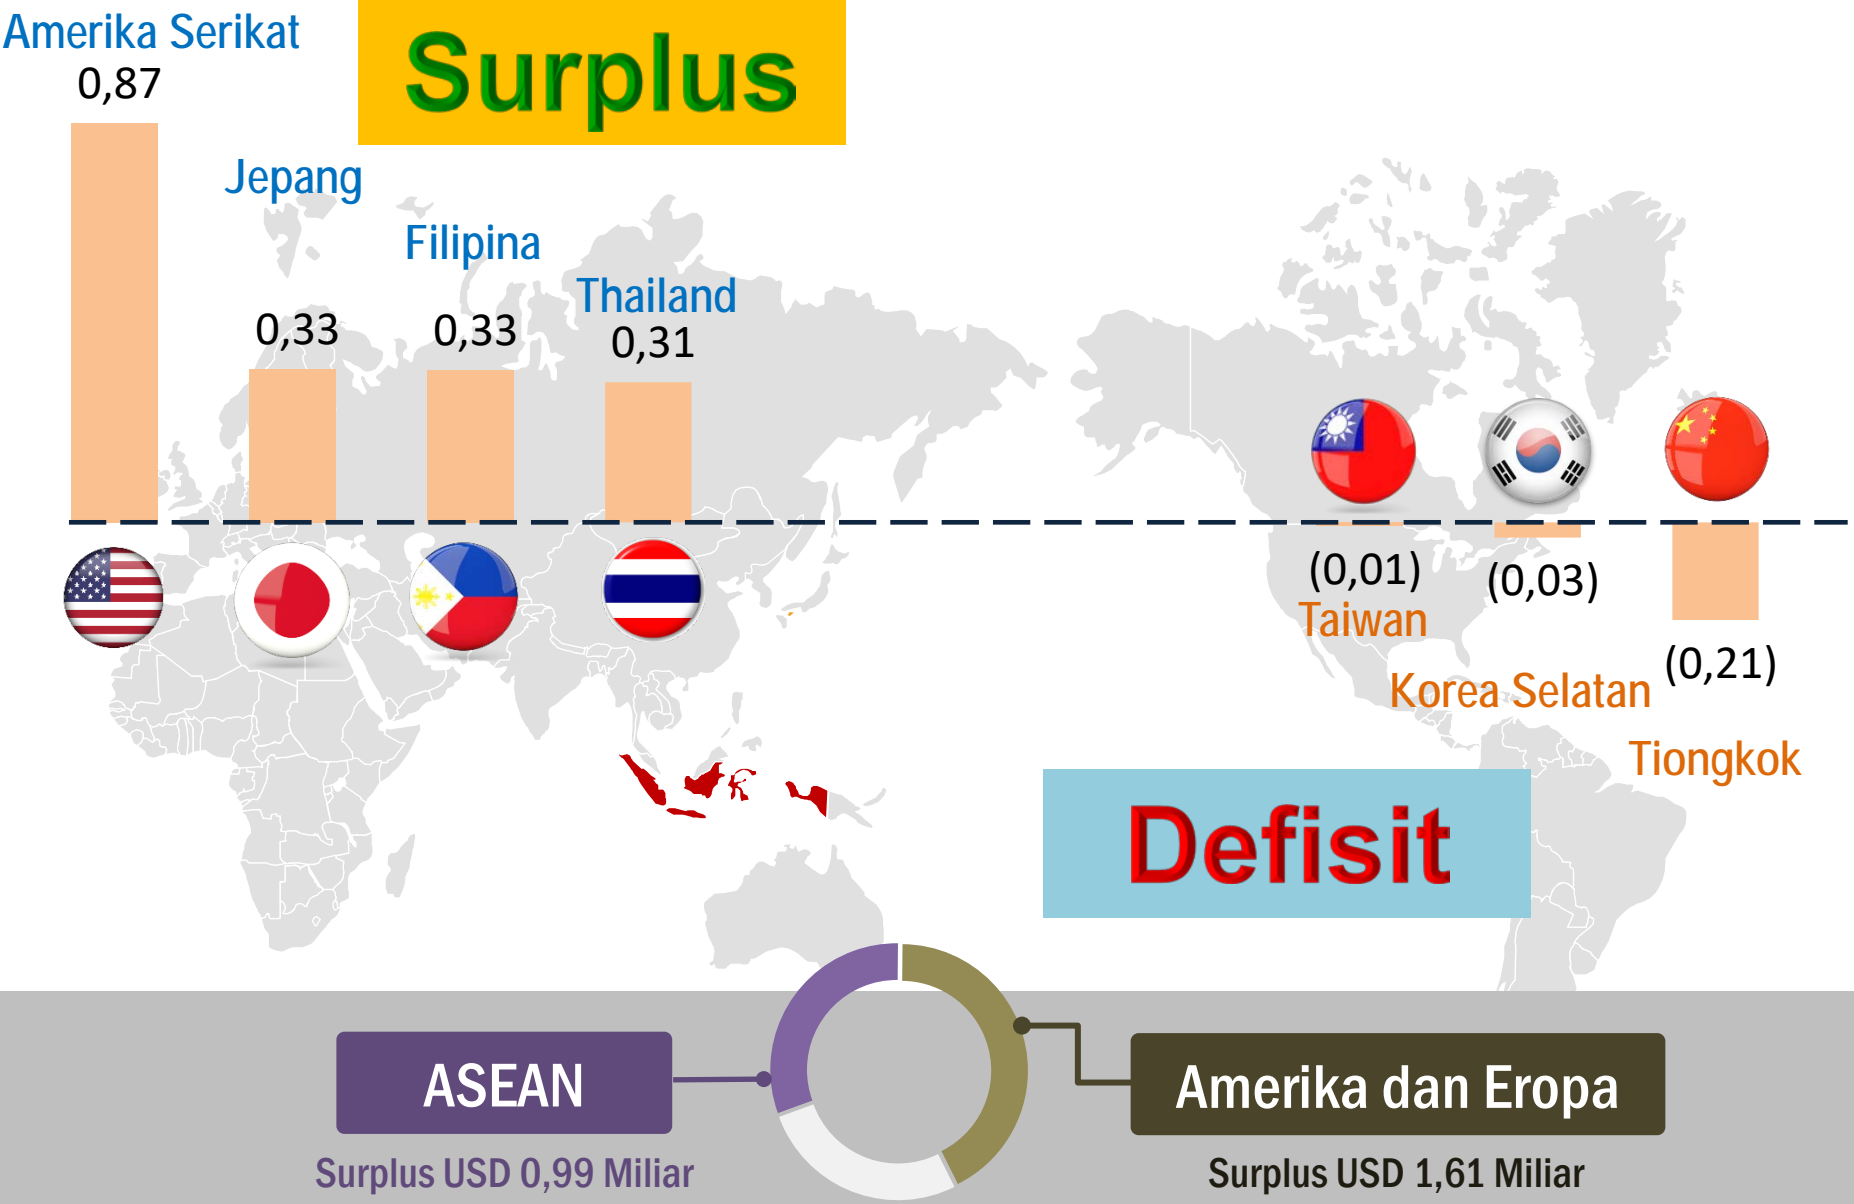 Amerika Serikat
0,87
Surplus
Jepang
0,33
Filipina
0,33
Thailand
0,31
(0,01)
Taiwan
(0,03)
Korea Selatan
(0,21)
Tiongkok
Defisit
ASEAN
Surplus USD 0,99 Miliar
Amerika dan Eropa
Surplus USD 1,61 Miliar